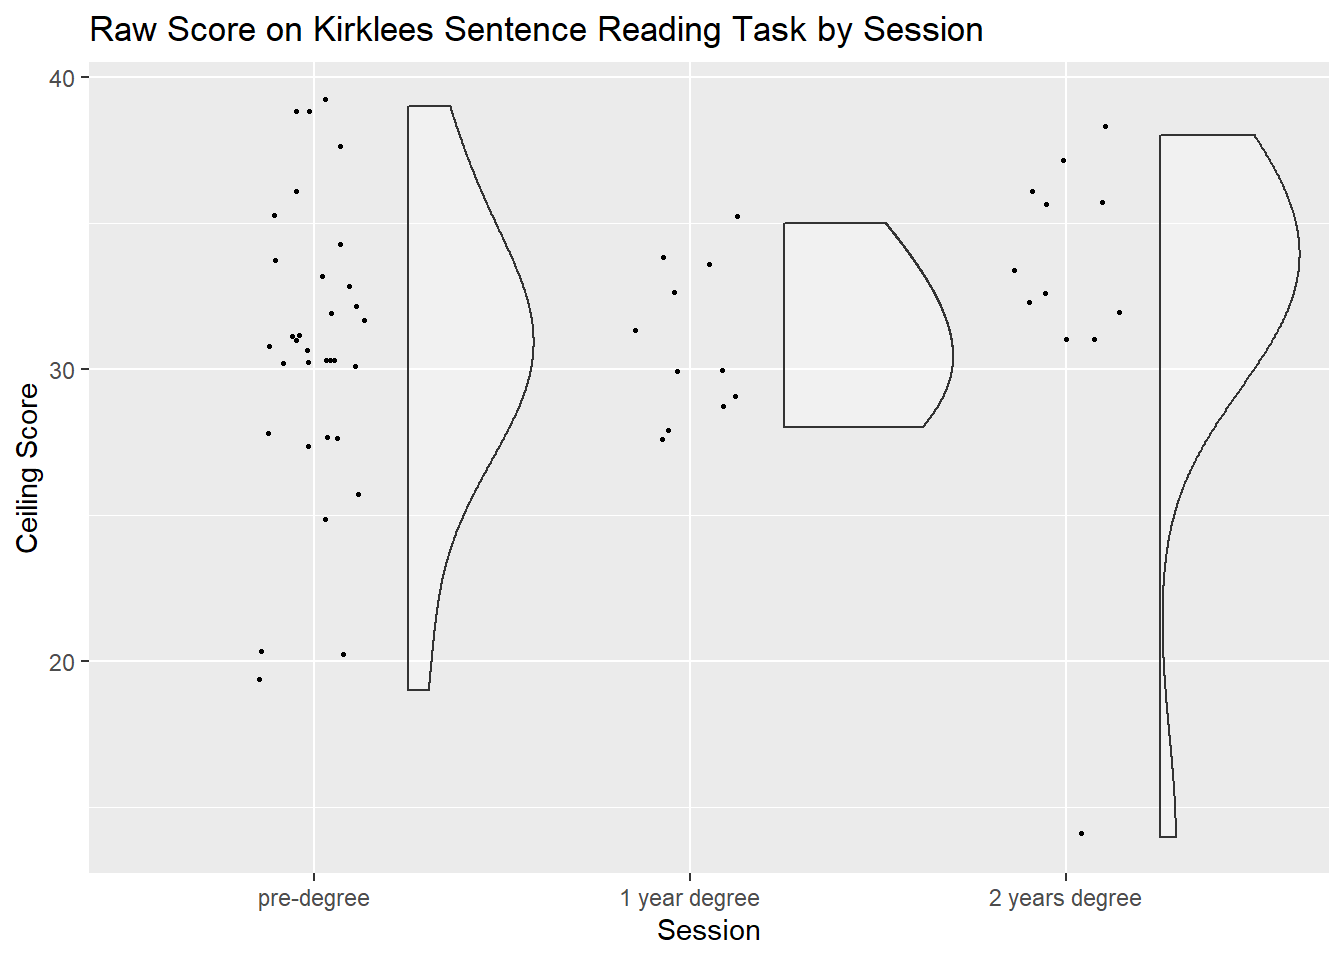 Raw Score on Kirklees Sentence Reading Task by Session
Ceiling Score
40
30
20
pre-degree
1 year degree
2 years degree
Session